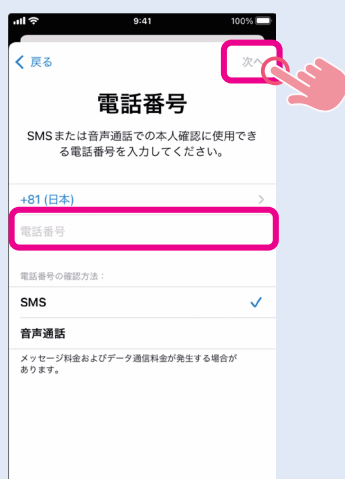 9:41
100%
戻る
次へ
電話番号
SMSまたは音声通話での本人確認に使用でき
る電話番号を入力してください。
+81 (日本)
電話番号
電話番号の確認方法：
SMS
音声通話
メッセージ料金およびデータ通信料金が発生する場合が
あります。